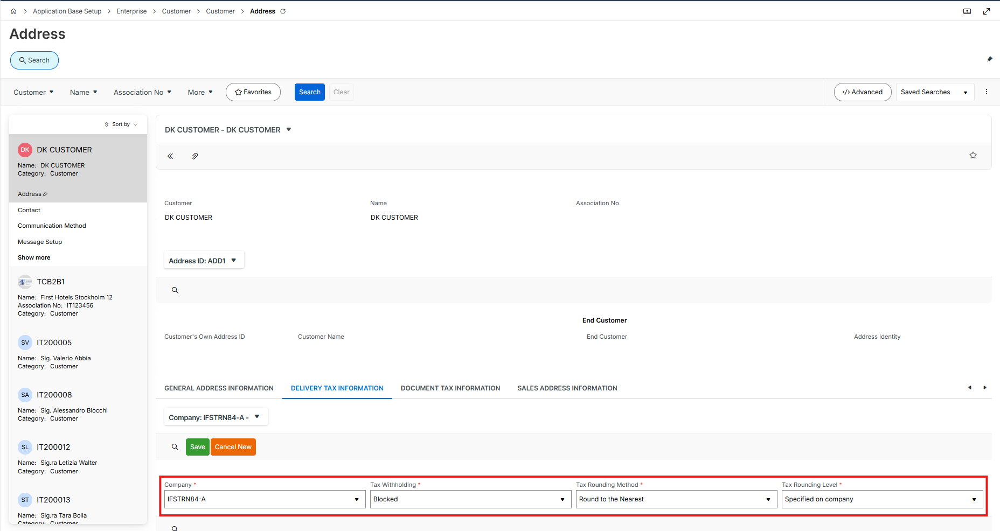 Application Base Setup > Enterprise > Customer > Customer > Address
Address
Search
Customer Name Association No More Favorites Search Clear </> Advanced Saved Searches
Sort by
DK DK CUSTOMER
Name: DK CUSTOMER
Category: Customer
Address
Contact
Communication Method
Message Setup
Show more
TCB2B1
Name: First Hotels Stockholm 12
Association No: IT123456
Category: Customer
SV IT200005
Name: Sig. Valerio Abbia
Category: Customer
SA IT200008
Name: Sig. Alessandro Blocchi
Category: Customer
SL IT200012
Name: Sig.ra Letizia Walter
Category: Customer
ST IT200013
Name: Sig.ra Tara Bolla
Category: Customer
DK CUSTOMER - DK CUSTOMER
Customer Name Association No
DK CUSTOMER DK CUSTOMER
Address ID: ADD1
End Customer
Customer's Own Address ID Customer Name End Customer Address Identity
GENERAL ADDRESS INFORMATION DELIVERY TAX INFORMATION DOCUMENT TAX INFORMATION SALES ADDRESS INFORMATION
Company: IFSTRN84-A -
Save Cancel New
Company * Tax Withholding * Tax Rounding Method * Tax Rounding Level *
IFSTRN84-A Blocked Round to the Nearest Specified on company